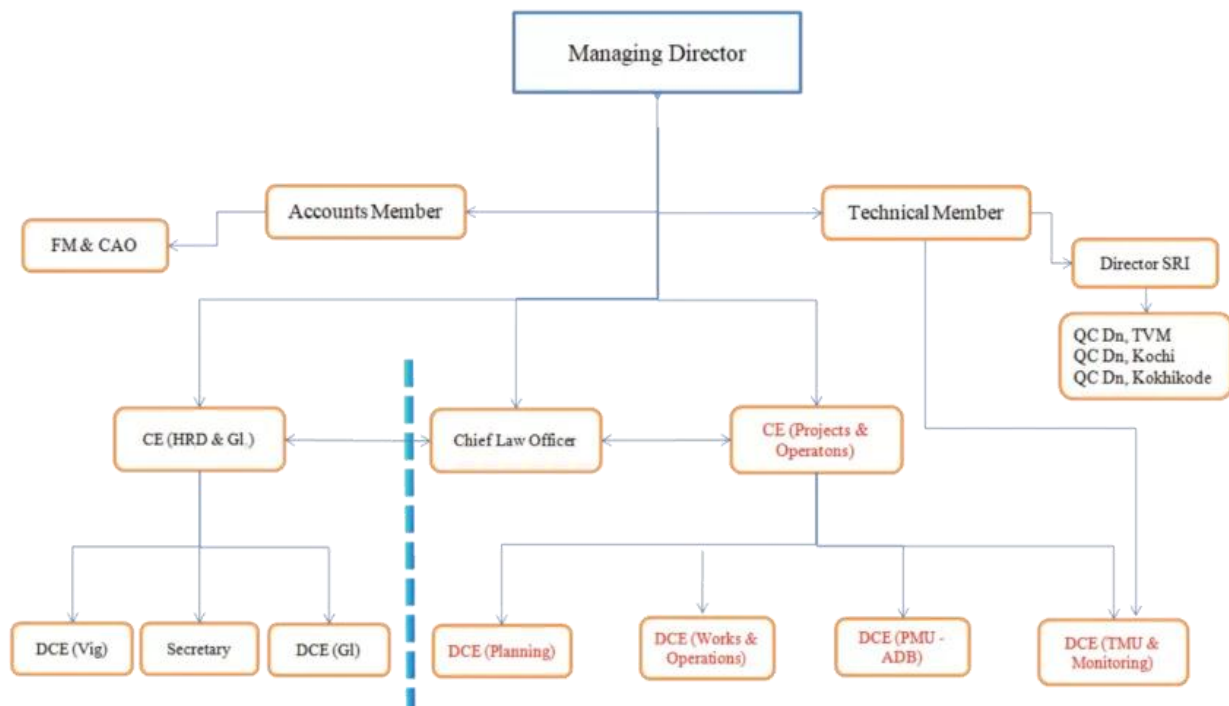 Managing Director
Accounts Member
Technical Member
FM & CAO
Director SRI
QC Dn, TVM
QC Dn, Kochi
QC Dn, Kokhikode
CE (HRD & Gl.)
Chief Law Officer
CE (Projects &
Operatons)
DCE (Vig)
Secretary
DCE (Gl)
DCE (Planning)
DCE (Works &
Operations)
DCE (PMU -
ADB)
DCE (TMU &
Monitoring)